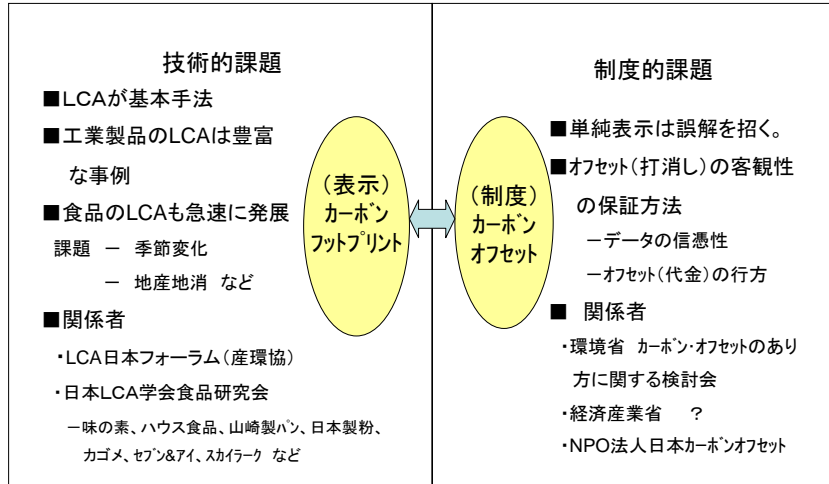 技術的課題
■LCAが基本手法
■工業製品のLCAは豊富
な事例
■食品のLCAも急速に発展
課題 － 季節変化
－ 地産地消 など
■関係者
・LCA日本フォーラム（産環協）
・日本LCA学会食品研究会
－味の素、ハウス食品、山崎製パン、日本製粉、
カゴメ、セブン&アイ、スカイラーク など
（表示）
カーボン
フットプリント
（制度）
カーボン
オフセット
制度的課題
■単純表示は誤解を招く。
■オフセット（打消し）の客観性
の保証方法
－データの信憑性
－オフセット（代金）の行方
■ 関係者
・環境省 カーボン・オフセットのあり
方に関する検討会
・経済産業省 ？
・NPO法人日本カーボンオフセット